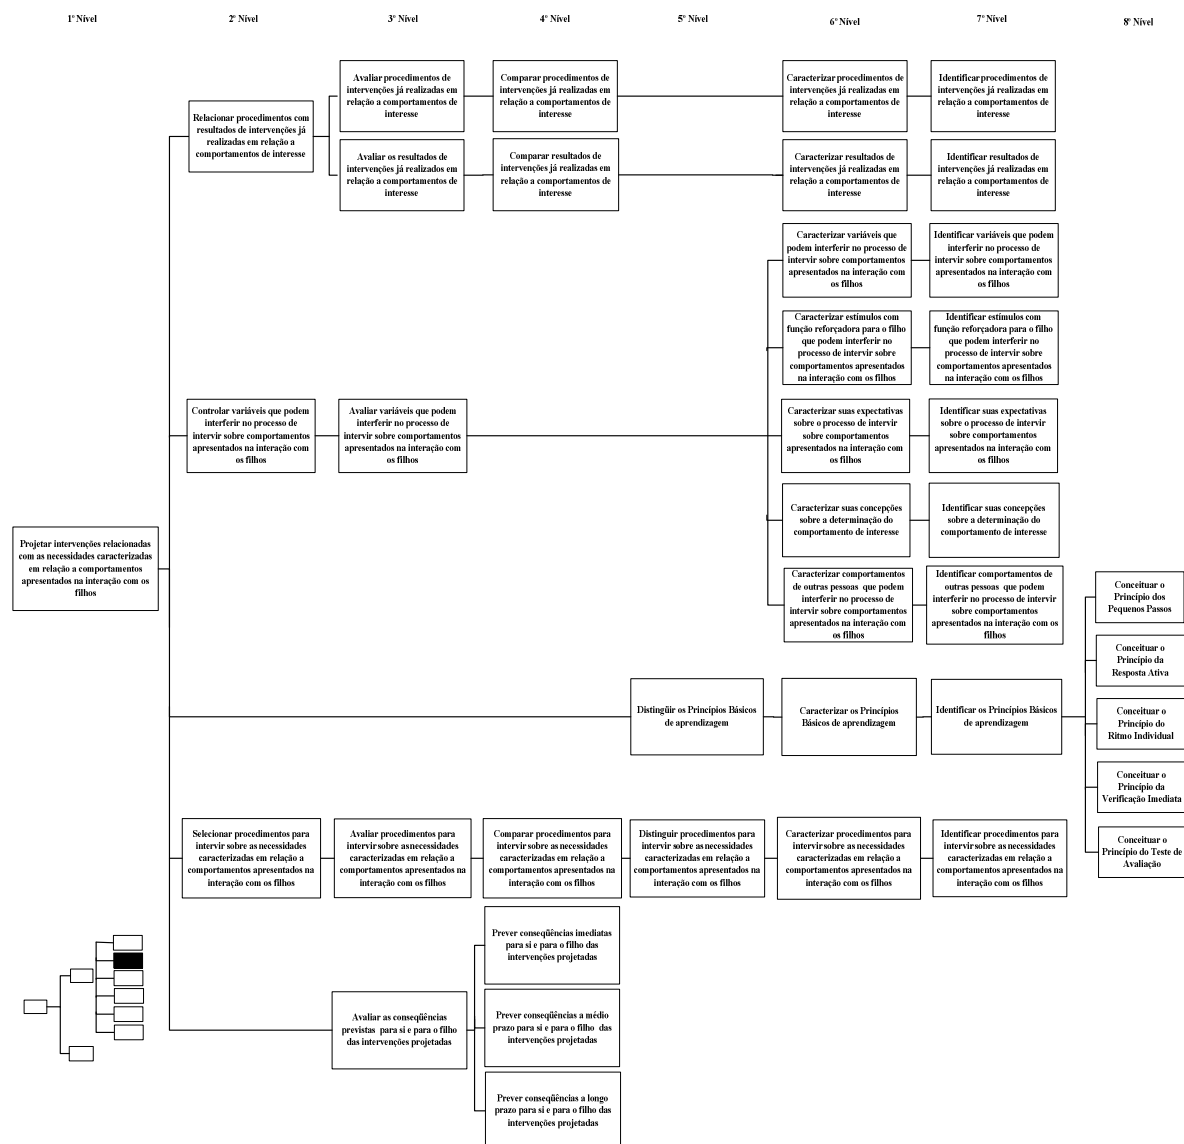 1º Nível
2º Nível
3º Nível
4º Nível
5º Nível
6º Nível
7º Nível
8º Nível
Relacionar procedimentos com
resultados de intervenções já
realizadas em relação a
comportamentos de interesse
Avaliar procedimentos de
intervenções já realizadas em
relação a comportamentos de
interesse
Comparar procedimentos de
intervenções já realizadas em
relação a comportamentos de
interesse
Caracterizar procedimentos de
intervenções já realizadas em
relação a comportamentos de
interesse
Identificar procedimentos de
intervenções já realizadas em
relação a comportamentos de
interesse
Avaliar os resultados de
intervenções já realizados em
relação a comportamentos de
interesse
Comparar resultados de
intervenções já realizadas em
relação a comportamentos de
interesse
Caracterizar resultados de
intervenções já realizadas em
relação a comportamentos de
interesse
Identificar resultados de
intervenções já realizadas em
relação a comportamentos de
interesse
Caracterizar variáveis que
podem interferir no processo de
intervir sobre comportamentos
apresentados na interação com
os filhos
Identificar variáveis que podem
interferir no processo de
intervir sobre comportamentos
apresentados na interação com
os filhos
Caracterizar estímulos com
função reforçadora para o filho
que podem interferir no
processo de intervir sobre
comportamentos apresentados
na interação com os filhos
Identificar estímulos com
função reforçadora para o filho
que podem interferir no
processo de intervir sobre
comportamentos apresentados
na interação com os filhos
Controlar variáveis que podem
interferir no processo de
intervir sobre comportamentos
apresentados na interação com
os filhos
Avaliar variáveis que podem
interferir no processo de
intervir sobre comportamentos
apresentados na interação com
os filhos
Caracterizar suas expectativas
sobre o processo de intervir
sobre comportamentos
apresentados na interação com
os filhos
Identificar suas expectativas
sobre o processo de intervir
sobre comportamentos
apresentados na interação com
os filhos
Caracterizar suas concepções
sobre a determinação do
comportamento de interesse
Identificar suas concepções
sobre a determinação do
comportamento de interesse
Projetar intervenções relacionadas
com as necessidades caracterizadas
em relação a comportamentos
apresentados na interação com os
filhos
Caracterizar comportamentos
de outras pessoas que podem
interferir no processo de
intervir sobre comportamentos
apresentados na interação com
os filhos
Identificar comportamentos de
outras pessoas que podem
interferir no processo de intervir
sobre comportamentos
apresentados na interação com os
filhos
Conceituar o
Princípio dos
Pequenos Passos
Conceituar o
Princípio da
Resposta Ativa
Distingüir os Princípios Básicos
de aprendizagem
Caracterizar os Princípios
Básicos de aprendizagem
Identificar os Princípios Básicos
de aprendizagem
Conceituar o
Princípio do
Ritmo Individual
Conceituar o
Princípio da
Verificação Imediata
Conceituar o
Princípio do Teste de
Avaliação
Selecionar procedimentos para
intervir sobre as necessidades
caracterizadas em relação a
comportamentos apresentados na
interação com os filhos
Avaliar procedimentos para
intervir sobre as necessidades
caracterizadas em relação a
comportamentos apresentados na
interação com os filhos
Comparar procedimentos para
intervir sobre as necessidades
caracterizadas em relação a
comportamentos apresentados na
interação com os filhos
Distinguir procedimentos para
intervir sobre as necessidades
caracterizadas em relação a
comportamentos apresentados na
interação com os filhos
Caracterizar procedimentos para
intervir sobre as necessidades
caracterizadas em relação a
comportamentos apresentados na
interação com os filhos
Identificar procedimentos para
intervir sobre as necessidades
caracterizadas em relação a
comportamentos apresentados na
interação com os filhos
Prever conseqüências imediatas
para si e para o filho das
intervenções projetadas
Avaliar as conseqüências
previstas para si e para o filho
das intervenções projetadas
Prever conseqüências a médio
prazo para si e para o filho das
intervenções projetadas
Prever conseqüências a longo
prazo para si e para o filho das
intervenções projetadas